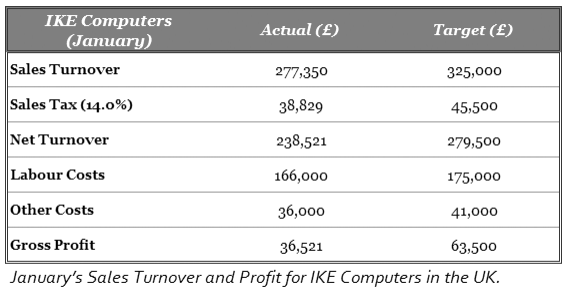 IKE Computers (January) Actual (£) Target (£)
Sales Turnover 277,350 325,000
Sales Tax (14.0%) 38,829 45,500
Net Turnover 238,521 279,500
Labour Costs 166,000 175,000
Other Costs 36,000 41,000
Gross Profit 36,521 63,500
January's Sales Turnover and Profit for IKE Computers in the UK.